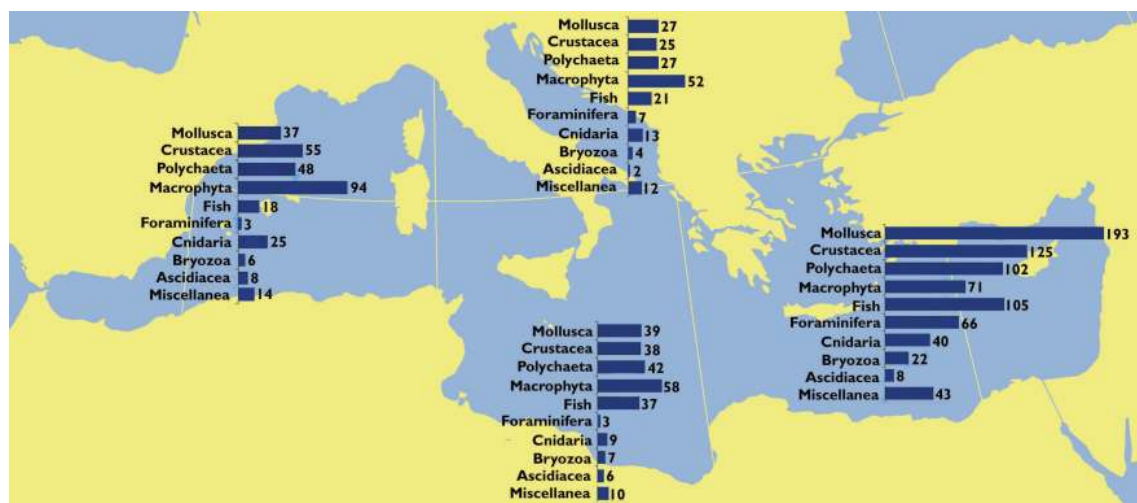 Mollusca 27
Crustacea 25
Polychaeta 27
Macrophyta 52
Fish 21
Foraminifera 7
Cnidaria 13
Bryozoa 4
Ascidiacea 2
Miscellanea 12
Mollusca 37
Crustacea 55
Polychaeta 48
Macrophyta 94
Fish 18
Foraminifera 3
Cnidaria 25
Bryozoa 6
Ascidiacea 8
Miscellanea 14
Mollusca 193
Crustacea 125
Polychaeta 102
Macrophyta 71
Fish 105
Foraminifera 66
Cnidaria 40
Bryozoa 22
Ascidiacea 8
Miscellanea 43
Mollusca 39
Crustacea 38
Polychaeta 42
Macrophyta 58
Fish 37
Foraminifera 3
Cnidaria 9
Bryozoa 7
Ascidiacea 6
Miscellanea 10